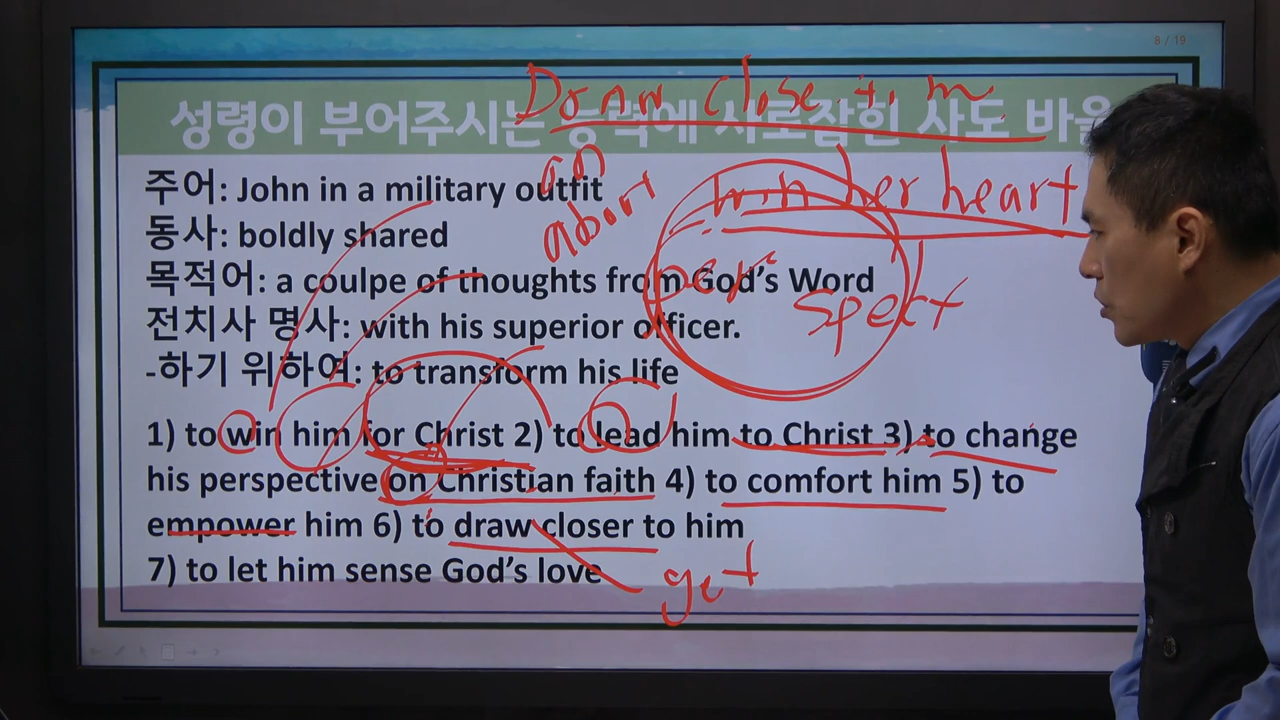 8 / 19
성령이 부어주시는 능력에 사로잡힌 사도 바울
Draw close to m
주어: John in a military outfit
on
about
win her heart
동사: boldly shared
목적어: a coulpe of thoughts from God's Word
per
spect
전치사 명사: with his superior officer.
-하기 위하여: to transform his life
1) to win him for Christ 2) to lead him to Christ 3) to change
his perspective on Christian faith 4) to comfort him 5) to
empower him 6) to draw closer to him
7) to let him sense God's love
get